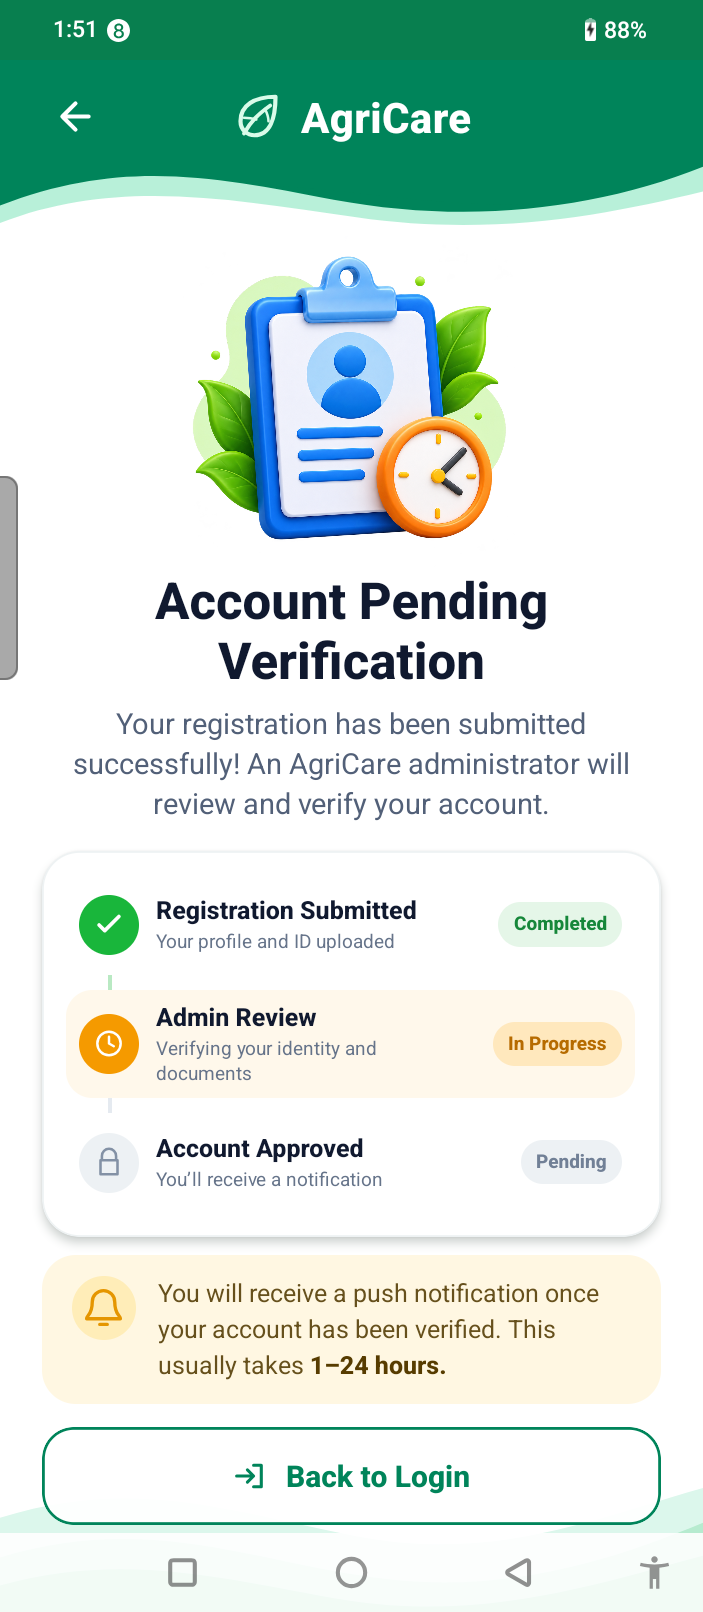 1:51 8 88%
AgriCare
Account Pending
Verification
Your registration has been submitted
successfully! An AgriCare administrator will
review and verify your account.
Registration Submitted
Your profile and ID uploaded
Completed
Admin Review
Verifying your identity and
documents
In Progress
Account Approved
You’ll receive a notification
Pending
You will receive a push notification once
your account has been verified. This
usually takes 1–24 hours.
Back to Login